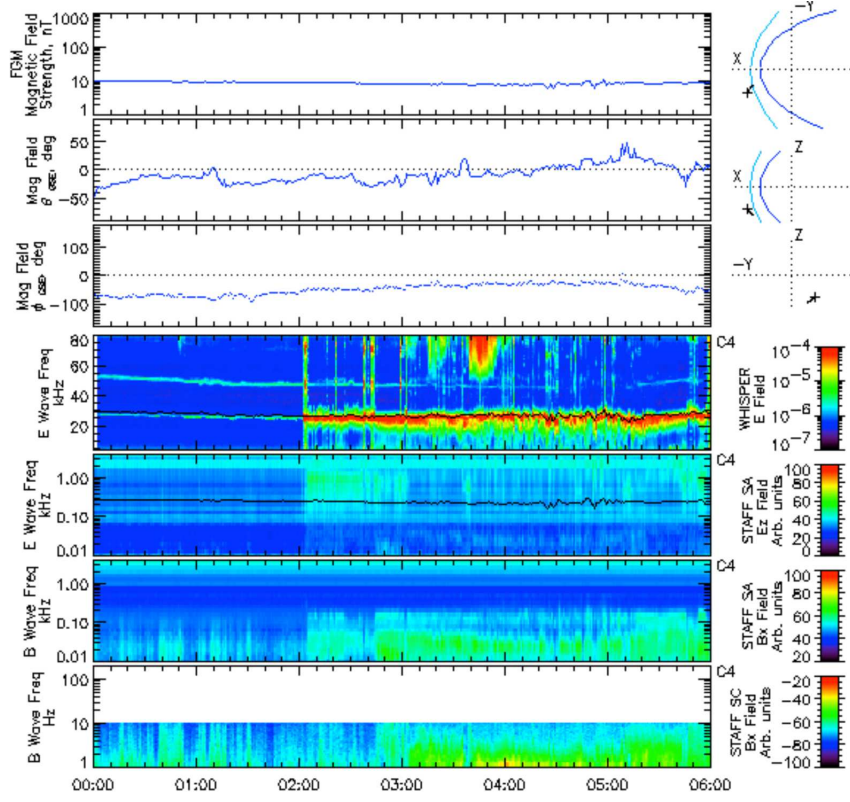 FGM
Magnetic Field
Strength, nT
1000
100
10
1
Mag Field
θ GSE, deg
50
0
−50
Mag Field
ϕ GSE, deg
100
0
−100
E Wave Freq
kHz
80
60
40
20
E Wave Freq
kHz
1.00
0.10
0.01
B Wave Freq
kHz
1.00
0.10
0.01
B Wave Freq
Hz
100
10
1
00:00 01:00 02:00 03:00 04:00 05:00 06:00
−Y
X
Z
X
Z
−Y
C4
WHISPER
E Field
10−4
10−5
10−6
10−7
C4
STAFF SA
Ez Field
Arb. units
100
80
60
40
20
0
C4
STAFF SA
Bx Field
Arb. units
100
80
60
40
20
C4
STAFF SC
Bx Field
Arb. units
−20
−40
−60
−80
−100